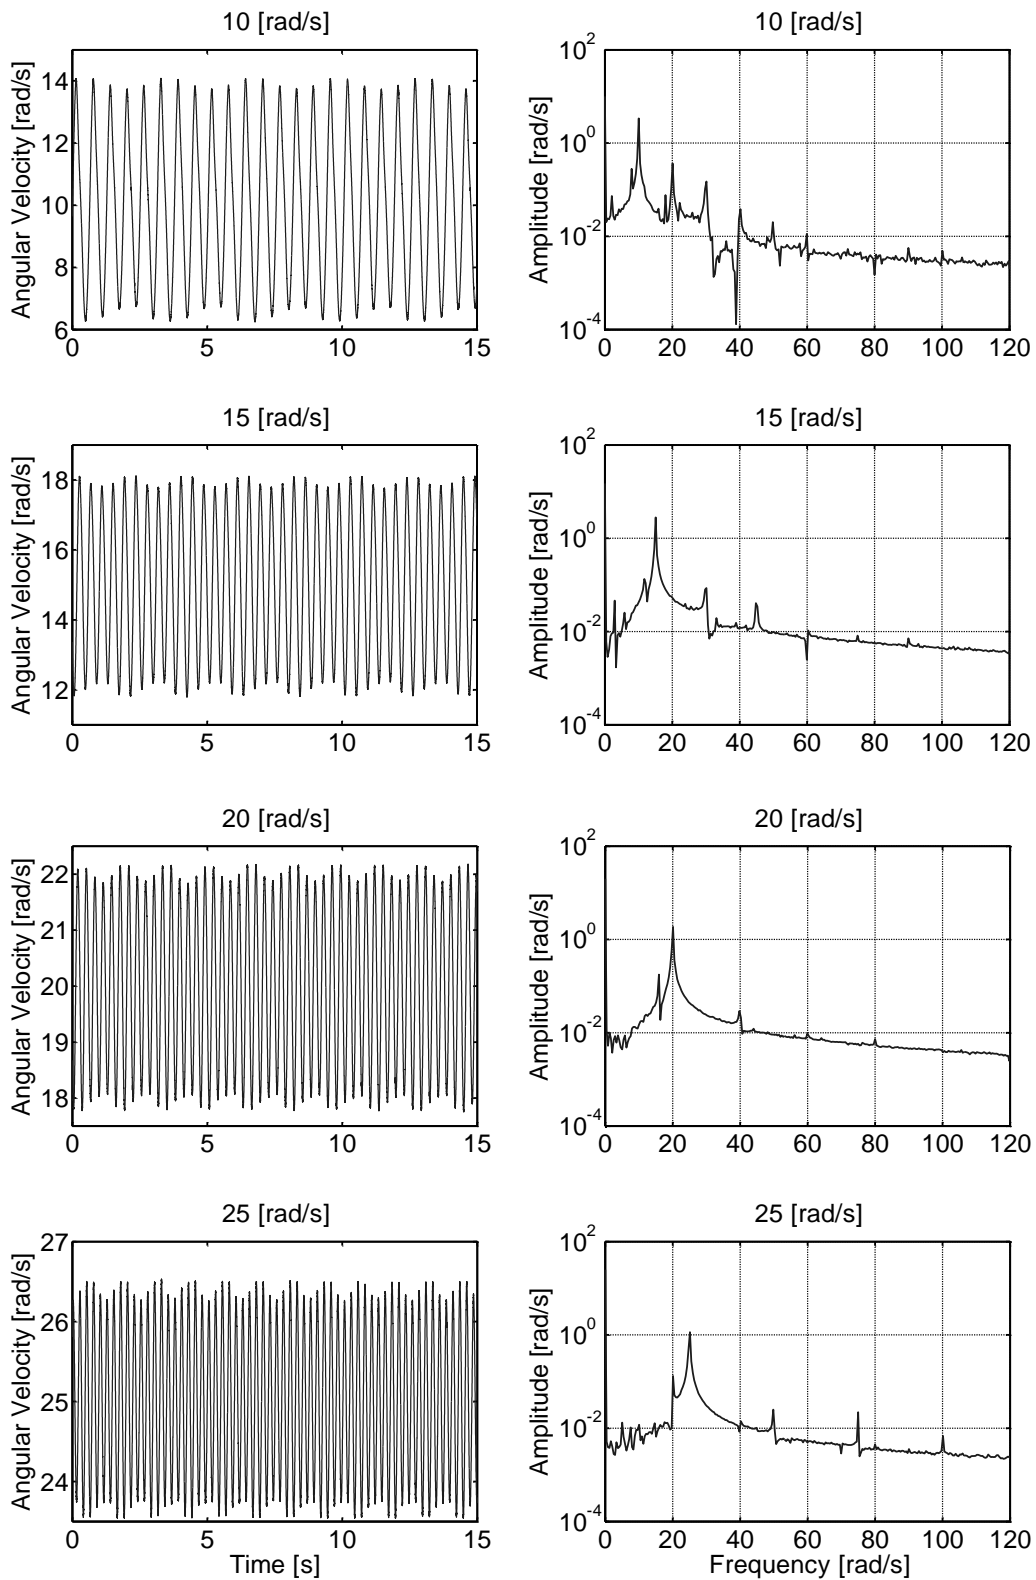 10 [rad/s]
Angular Velocity [rad/s]
14
12
10
8
6
0 5 10 15
10 [rad/s]
Amplitude [rad/s]
10^2
10^0
10^-2
10^-4
0 20 40 60 80 100 120
15 [rad/s]
Angular Velocity [rad/s]
18
16
14
12
0 5 10 15
15 [rad/s]
Amplitude [rad/s]
10^2
10^0
10^-2
10^-4
0 20 40 60 80 100 120
20 [rad/s]
Angular Velocity [rad/s]
22
21
20
19
18
0 5 10 15
20 [rad/s]
Amplitude [rad/s]
10^2
10^0
10^-2
10^-4
0 20 40 60 80 100 120
25 [rad/s]
Angular Velocity [rad/s]
27
26
25
24
0 5 10 15
Time [s]
25 [rad/s]
Amplitude [rad/s]
10^2
10^0
10^-2
10^-4
0 20 40 60 80 100 120
Frequency [rad/s]